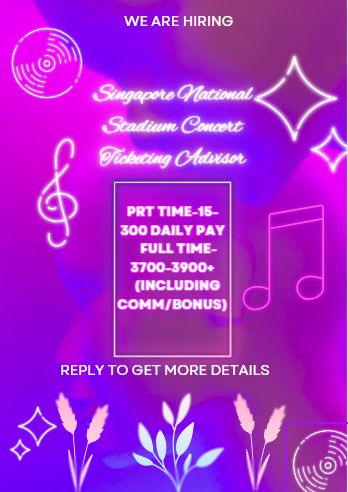 WE ARE HIRING
Singapore National
Stadium Concert
Ticketing Advisor
PRT TIME-15-
300 DAILY PAY
FULL TIME-
3700-3900+
(INCLUDING
COMM/BONUS)
REPLY TO GET MORE DETAILS